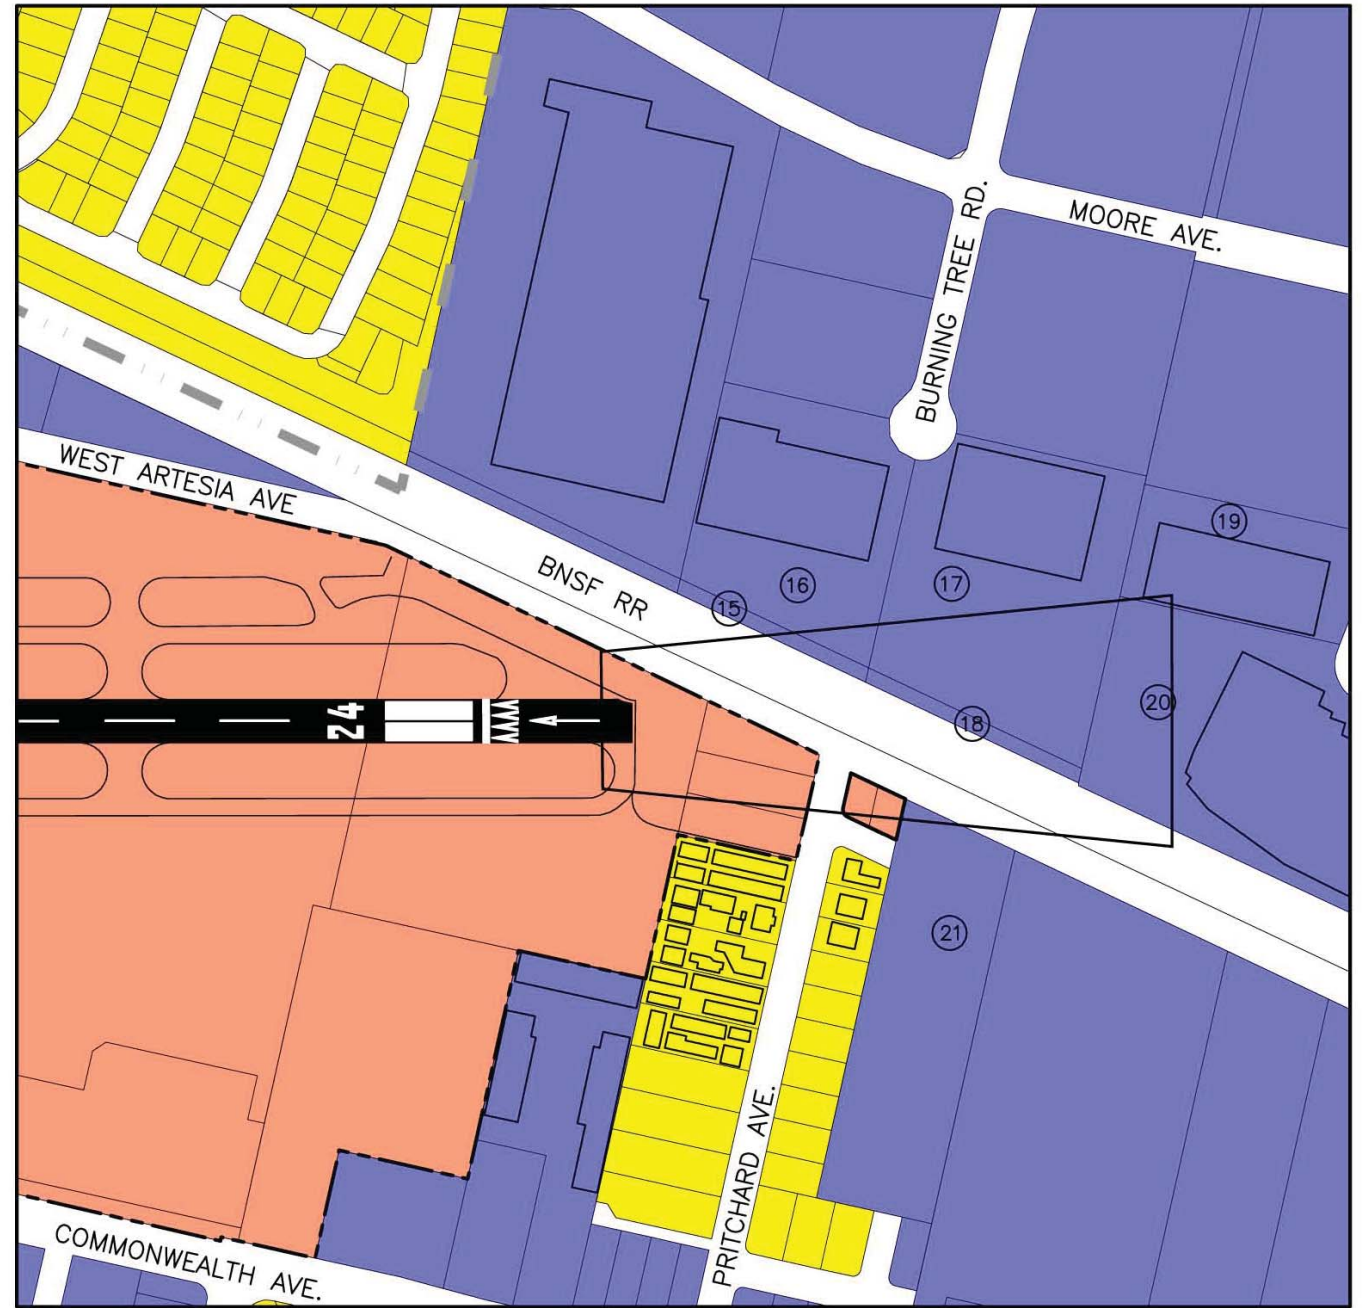 MOORE AVE.
BURNING TREE RD.
WEST ARTESIA AVE
19
BNSF RR
16
17
15
20
24
18
21
PRITCHARD AVE.
COMMONWEALTH AVE.